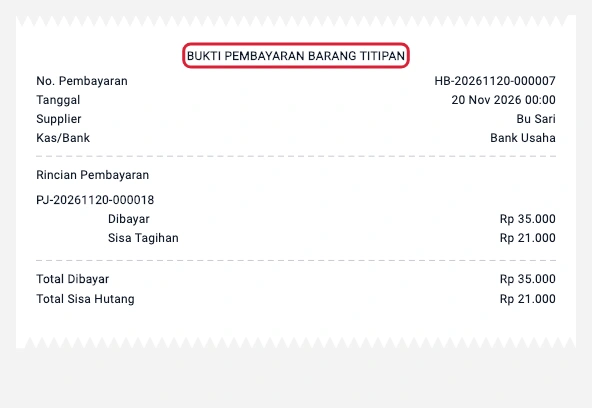 BUKTI PEMBAYARAN BARANG TITIPAN
No. Pembayaran HB-20261120-000007
Tanggal 20 Nov 2026 00:00
Supplier Bu Sari
Kas/Bank Bank Usaha
Rincian Pembayaran
PJ-20261120-000018
Dibayar Rp 35.000
Sisa Tagihan Rp 21.000
Total Dibayar Rp 35.000
Total Sisa Hutang Rp 21.000